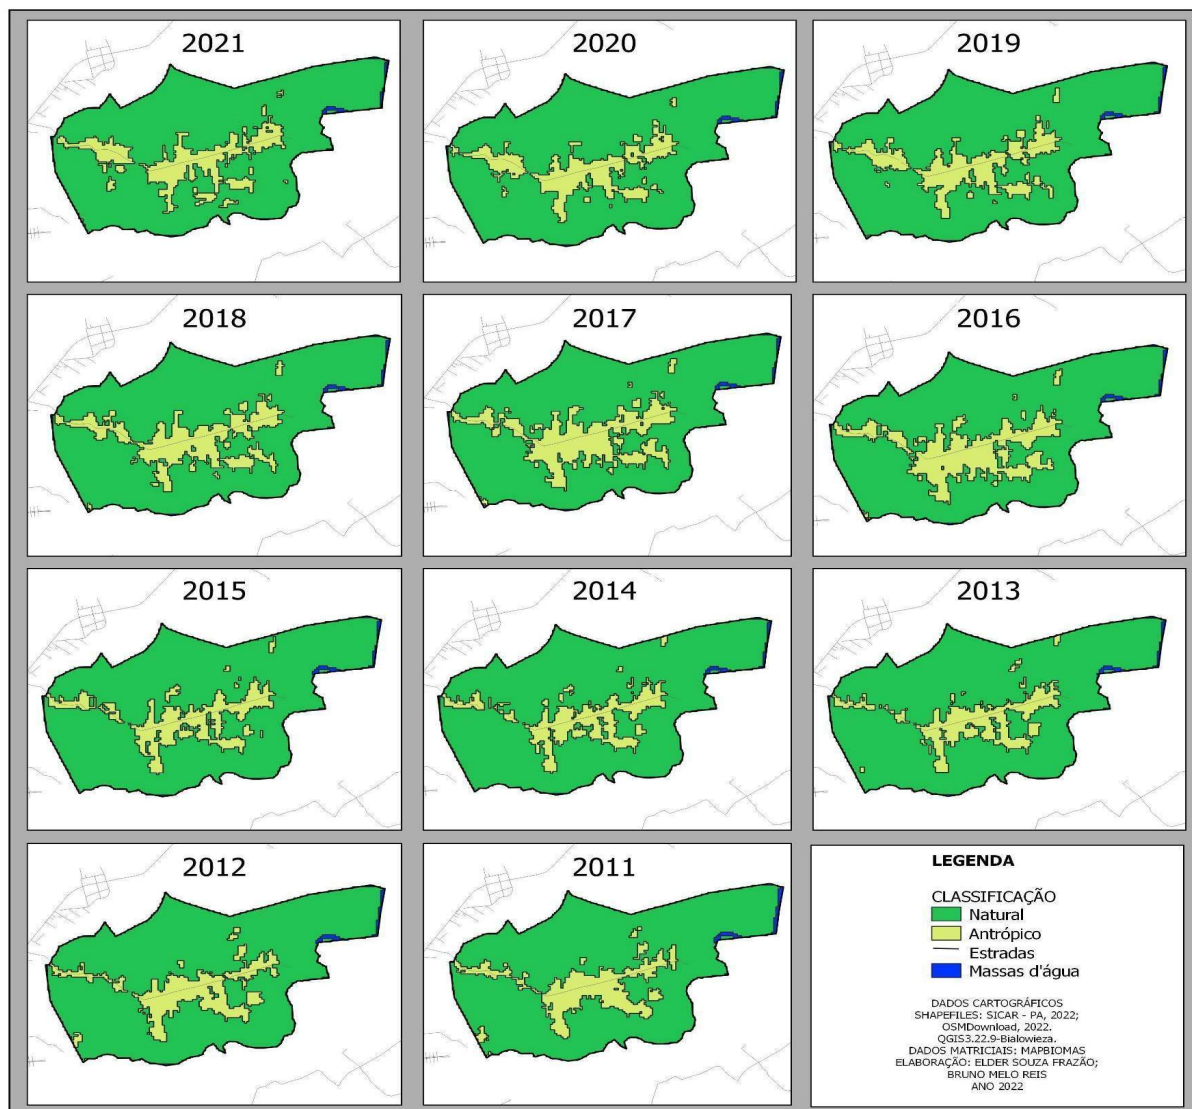 2021
2020
2019
2018
2017
2016
2015
2014
2013
2012
2011
LEGENDA
CLASSIFICAÇÃO
Natural
Antrópico
Estradas
Massas d'água
DADOS CARTOGRÁFICOS
SHAPEFILES: SICAR - PA, 2022;
OSMDownload, 2022.
QGIS3.22.9-Bialowieza.
DADOS MATRICIAIS: MAPBIOMAS
ELABORAÇÃO: ELDER SOUZA FRAZÃO;
BRUNO MELO REIS
ANO 2022